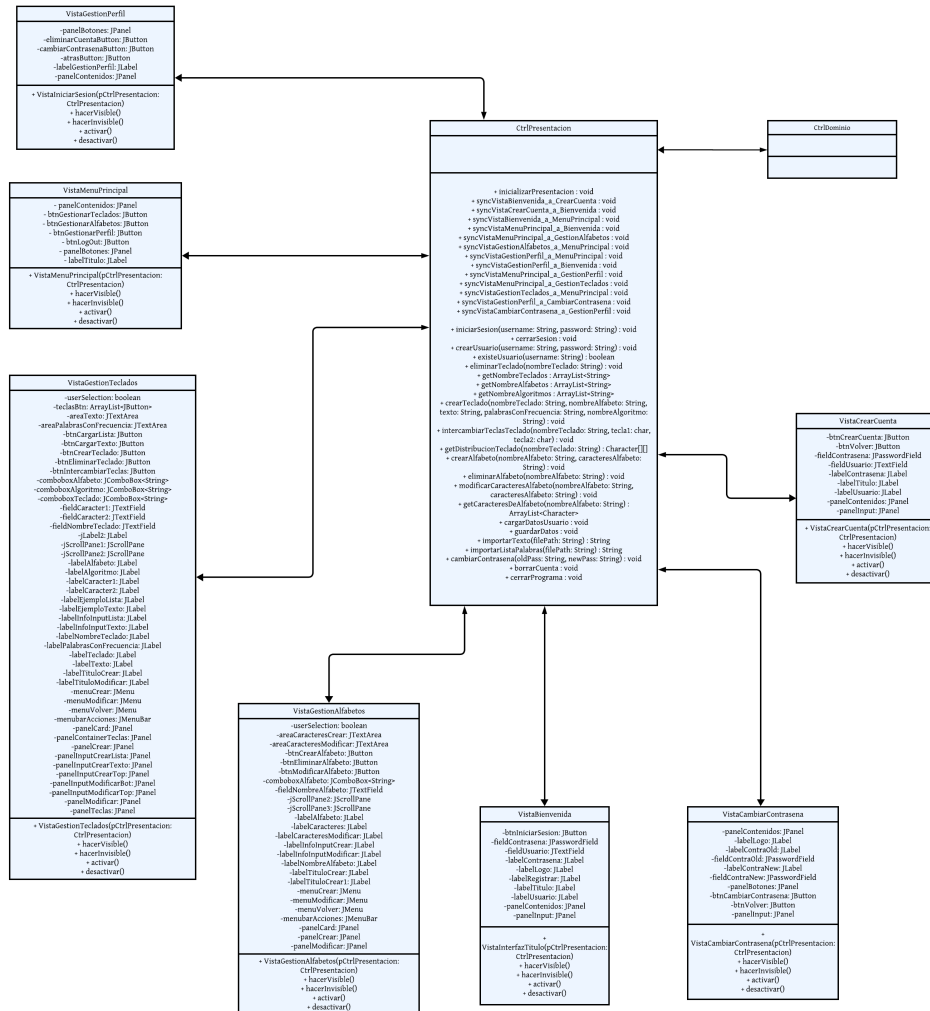 VistaGestionPerfil
-panelBotones: JPanel
-eliminarCuentaButton: JButton
-cambiarContrasenaButton: JButton
-atrasButton: JButton
-labelGestionPerfil: JLabel
-panelContenidos: JPanel
+ VistaIniciarSesion(pCtrlPresentacion:
CtrlPresentacion)
+ hacerVisible()
+ hacerInvisible()
+ activar()
+ desactivar()
VistaMenuPrincipal
- panelContenidos: JPanel
- btnGestionarTeclados: JButton
- btnGestionarAlfabetos: JButton
- btnGestionarPerfil: JButton
- btnLogOut: JButton
- panelBotones: JPanel
- labelTitulo: JLabel
+ VistaMenuPrincipal(pCtrlPresentacion:
CtrlPresentacion)
+ hacerVisible()
+ hacerInvisible()
+ activar()
+ desactivar()
VistaGestionTeclados
-userSelection: boolean
-teclasBtn: ArrayList<JButton>
-areaTexto: JTextArea
-areaPalabrasConFrecuencia: JTextArea
-btnCargarLista: JButton
-btnCargarTexto: JButton
-btnCrearTeclado: JButton
-btnEliminarTeclado: JButton
-btnIntercambiarTeclas: JButton
-comboboxAlfabeto: JComboBox<String>
-comboboxAlgoritmo: JComboBox<String>
-comboboxTeclado: JComboBox<String>
-fieldCaracter1: JTextField
-fieldCaracter2: JTextField
-fieldNombreTeclado: JTextField
-jLabel2: JLabel
-jScrollPane1: JScrollPane
-jScrollPane2: JScrollPane
-labelAlfabeto: JLabel
-labelAlgoritmo: JLabel
-labelCaracter1: JLabel
-labelCaracter2: JLabel
-labelEjemploLista: JLabel
-labelEjemploTexto: JLabel
-labelInfoInputLista: JLabel
-labelInfoInputTexto: JLabel
-labelNombreTeclado: JLabel
-labelPalabrasConFrecuencia: JLabel
-labelTeclado: JLabel
-labelTexto: JLabel
-labelTituloCrear: JLabel
-labelTituloModificar: JLabel
-menuCrear: JMenu
-menuModificar: JMenu
-menuVolver: JMenu
-menubarAcciones: JMenuBar
-panelCard: JPanel
-panelContainerTeclas: JPanel
-panelCrear: JPanel
-panelInputCrearLista: JPanel
-panelInputCrearTexto: JPanel
-panelInputCrearTop: JPanel
-panelInputModificarBot: JPanel
-panelInputModificarTop: JPanel
-panelModificar: JPanel
-panelTeclas: JPanel
+ VistaGestionTeclados(pCtrlPresentacion:
CtrlPresentacion)
+ hacerVisible()
+ hacerInvisible()
+ activar()
+ desactivar()
CtrlPresentacion
+ inicializarPresentacion : void
+ syncVistaBienvenida_a_CrearCuenta : void
+ syncVistaCrearCuenta_a_Bienvenida : void
+ syncVistaBienvenida_a_MenuPrincipal : void
+ syncVistaMenuPrincipal_a_Bienvenida : void
+ syncVistaMenuPrincipal_a_GestionAlfabetos : void
+ syncVistaGestionAlfabetos_a_MenuPrincipal : void
+ syncVistaGestionPerfil_a_MenuPrincipal : void
+ syncVistaGestionPerfil_a_Bienvenida : void
+ syncVistaMenuPrincipal_a_GestionPerfil : void
+ syncVistaMenuPrincipal_a_GestionTeclados : void
+ syncVistaGestionTeclados_a_MenuPrincipal : void
+ syncVistaGestionPerfil_a_CambiarContrasena : void
+ syncVistaCambiarContrasena_a_GestionPerfil : void
+ iniciarSesion(username: String, password: String) : void
+ cerrarSesion : void
+ crearUsuario(username: String, password: String) : void
+ existeUsuario(username: String) : boolean
+ eliminarTeclado(nombreTeclado: String) : void
+ getNombreTeclados : ArrayList<String>
+ getNombreAlfabetos : ArrayList<String>
+ getNombreAlgoritmos : ArrayList<String>
+ crearTeclado(nombreTeclado: String, nombreAlfabeto: String,
texto: String, palabrasConFrecuencia: String, nombreAlgoritmo:
String) : void
+ intercambiarTeclasTeclado(nombreTeclado: String, tecla1: char,
tecla2: char) : void
+ getDistribucionTeclado(nombreTeclado: String) : Character[][]
+ crearAlfabeto(nombreAlfabeto: String, caracteresAlfabeto:
String) : void
+ eliminarAlfabeto(nombreAlfabeto: String) : void
+ modificarCaracteresAlfabeto(nombreAlfabeto: String,
caracteresAlfabeto: String) : void
+ getCaracteresDeAlfabeto(nombreAlfabeto: String) :
ArrayList<Character>
+ cargarDatosUsuario : void
+ guardarDatos : void
+ importarTexto(filePath: String) : String
+ importarListaPalabras(filePath: String) : String
+ cambiarContrasena(oldPass: String, newPass: String) : void
+ borrarCuenta : void
+ cerrarPrograma : void
CtrlDominio
VistaCrearCuenta
-btnCrearCuenta: JButton
-btnVolver: JButton
-fieldContrasena: JPasswordField
-fieldUsuario: JTextField
-labelContrasena: JLabel
-labelTitulo: JLabel
-labelUsuario: JLabel
-panelContenidos: JPanel
-panelInput: JPanel
+ VistaCrearCuenta(pCtrlPresentacion:
CtrlPresentacion)
+ hacerVisible()
+ hacerInvisible()
+ activar()
+ desactivar()
VistaGestionAlfabetos
-userSelection: boolean
-areaCaracteresCrear: JTextArea
-areaCaracteresModificar: JTextArea
-btnCrearAlfabeto: JButton
-btnEliminarAlfabeto: JButton
-btnModificarAlfabeto: JButton
-comboboxAlfabeto: JComboBox<String>
-fieldNombreAlfabeto: JTextField
-jScrollPane2: JScrollPane
-jScrollPane3: JScrollPane
-labelAlfabeto: JLabel
-labelCaracteres: JLabel
-labelCaracteresModificar: JLabel
-labelInfoInputCrear: JLabel
-labelInfoInputModificar: JLabel
-labelNombreAlfabeto: JLabel
-labelTituloCrear: JLabel
-labelTituloCrear1: JLabel
-menuCrear: JMenu
-menuModificar: JMenu
-menuVolver: JMenu
-menubarAcciones: JMenuBar
-panelCard: JPanel
-panelCrear: JPanel
-panelModificar: JPanel
+ VistaGestionAlfabetos(pCtrlPresentacion:
CtrlPresentacion)
+ hacerVisible()
+ hacerInvisible()
+ activar()
+ desactivar()
VistaBienvenida
-btnIniciarSesion: JButton
-fieldContrasena: JPasswordField
-fieldUsuario: JTextField
-labelContrasena: JLabel
-labelLogo: JLabel
-labelRegistrar: JLabel
-labelTitulo: JLabel
-labelUsuario: JLabel
-panelContenidos: JPanel
-panelInput: JPanel
+
VistaInterfazTitulo(pCtrlPresentacion:
CtrlPresentacion)
+ hacerVisible()
+ hacerInvisible()
+ activar()
+ desactivar()
VistaCambiarContrasena
-panelContenidos: JPanel
-labelLogo: JLabel
-labelContraOld: JLabel
-fieldContraOld: JPasswordField
-labelContraNew: JLabel
-fieldContraNew: JPasswordField
-panelBotones: JPanel
-btnCambiarContrasena: JButton
-btnVolver: JButton
-panelInput: JPanel
+
VistaCambiarContrasena(pCtrlPresentacion:
CtrlPresentacion)
+ hacerVisible()
+ hacerInvisible()
+ activar()
+ desactivar()